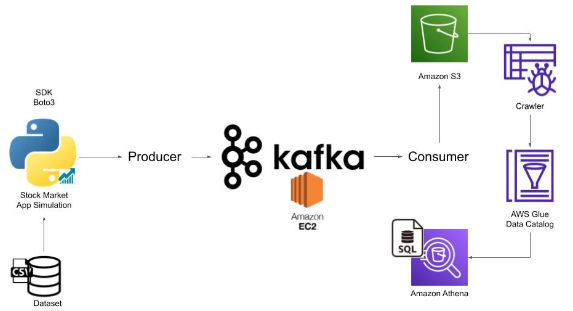 SDK
Boto3
Stock Market
App Simulation
CSV
Dataset
Producer
kafka
Amazon
EC2
Consumer
Amazon S3
Crawler
AWS Glue
Data Catalog
SQL
Amazon Athena